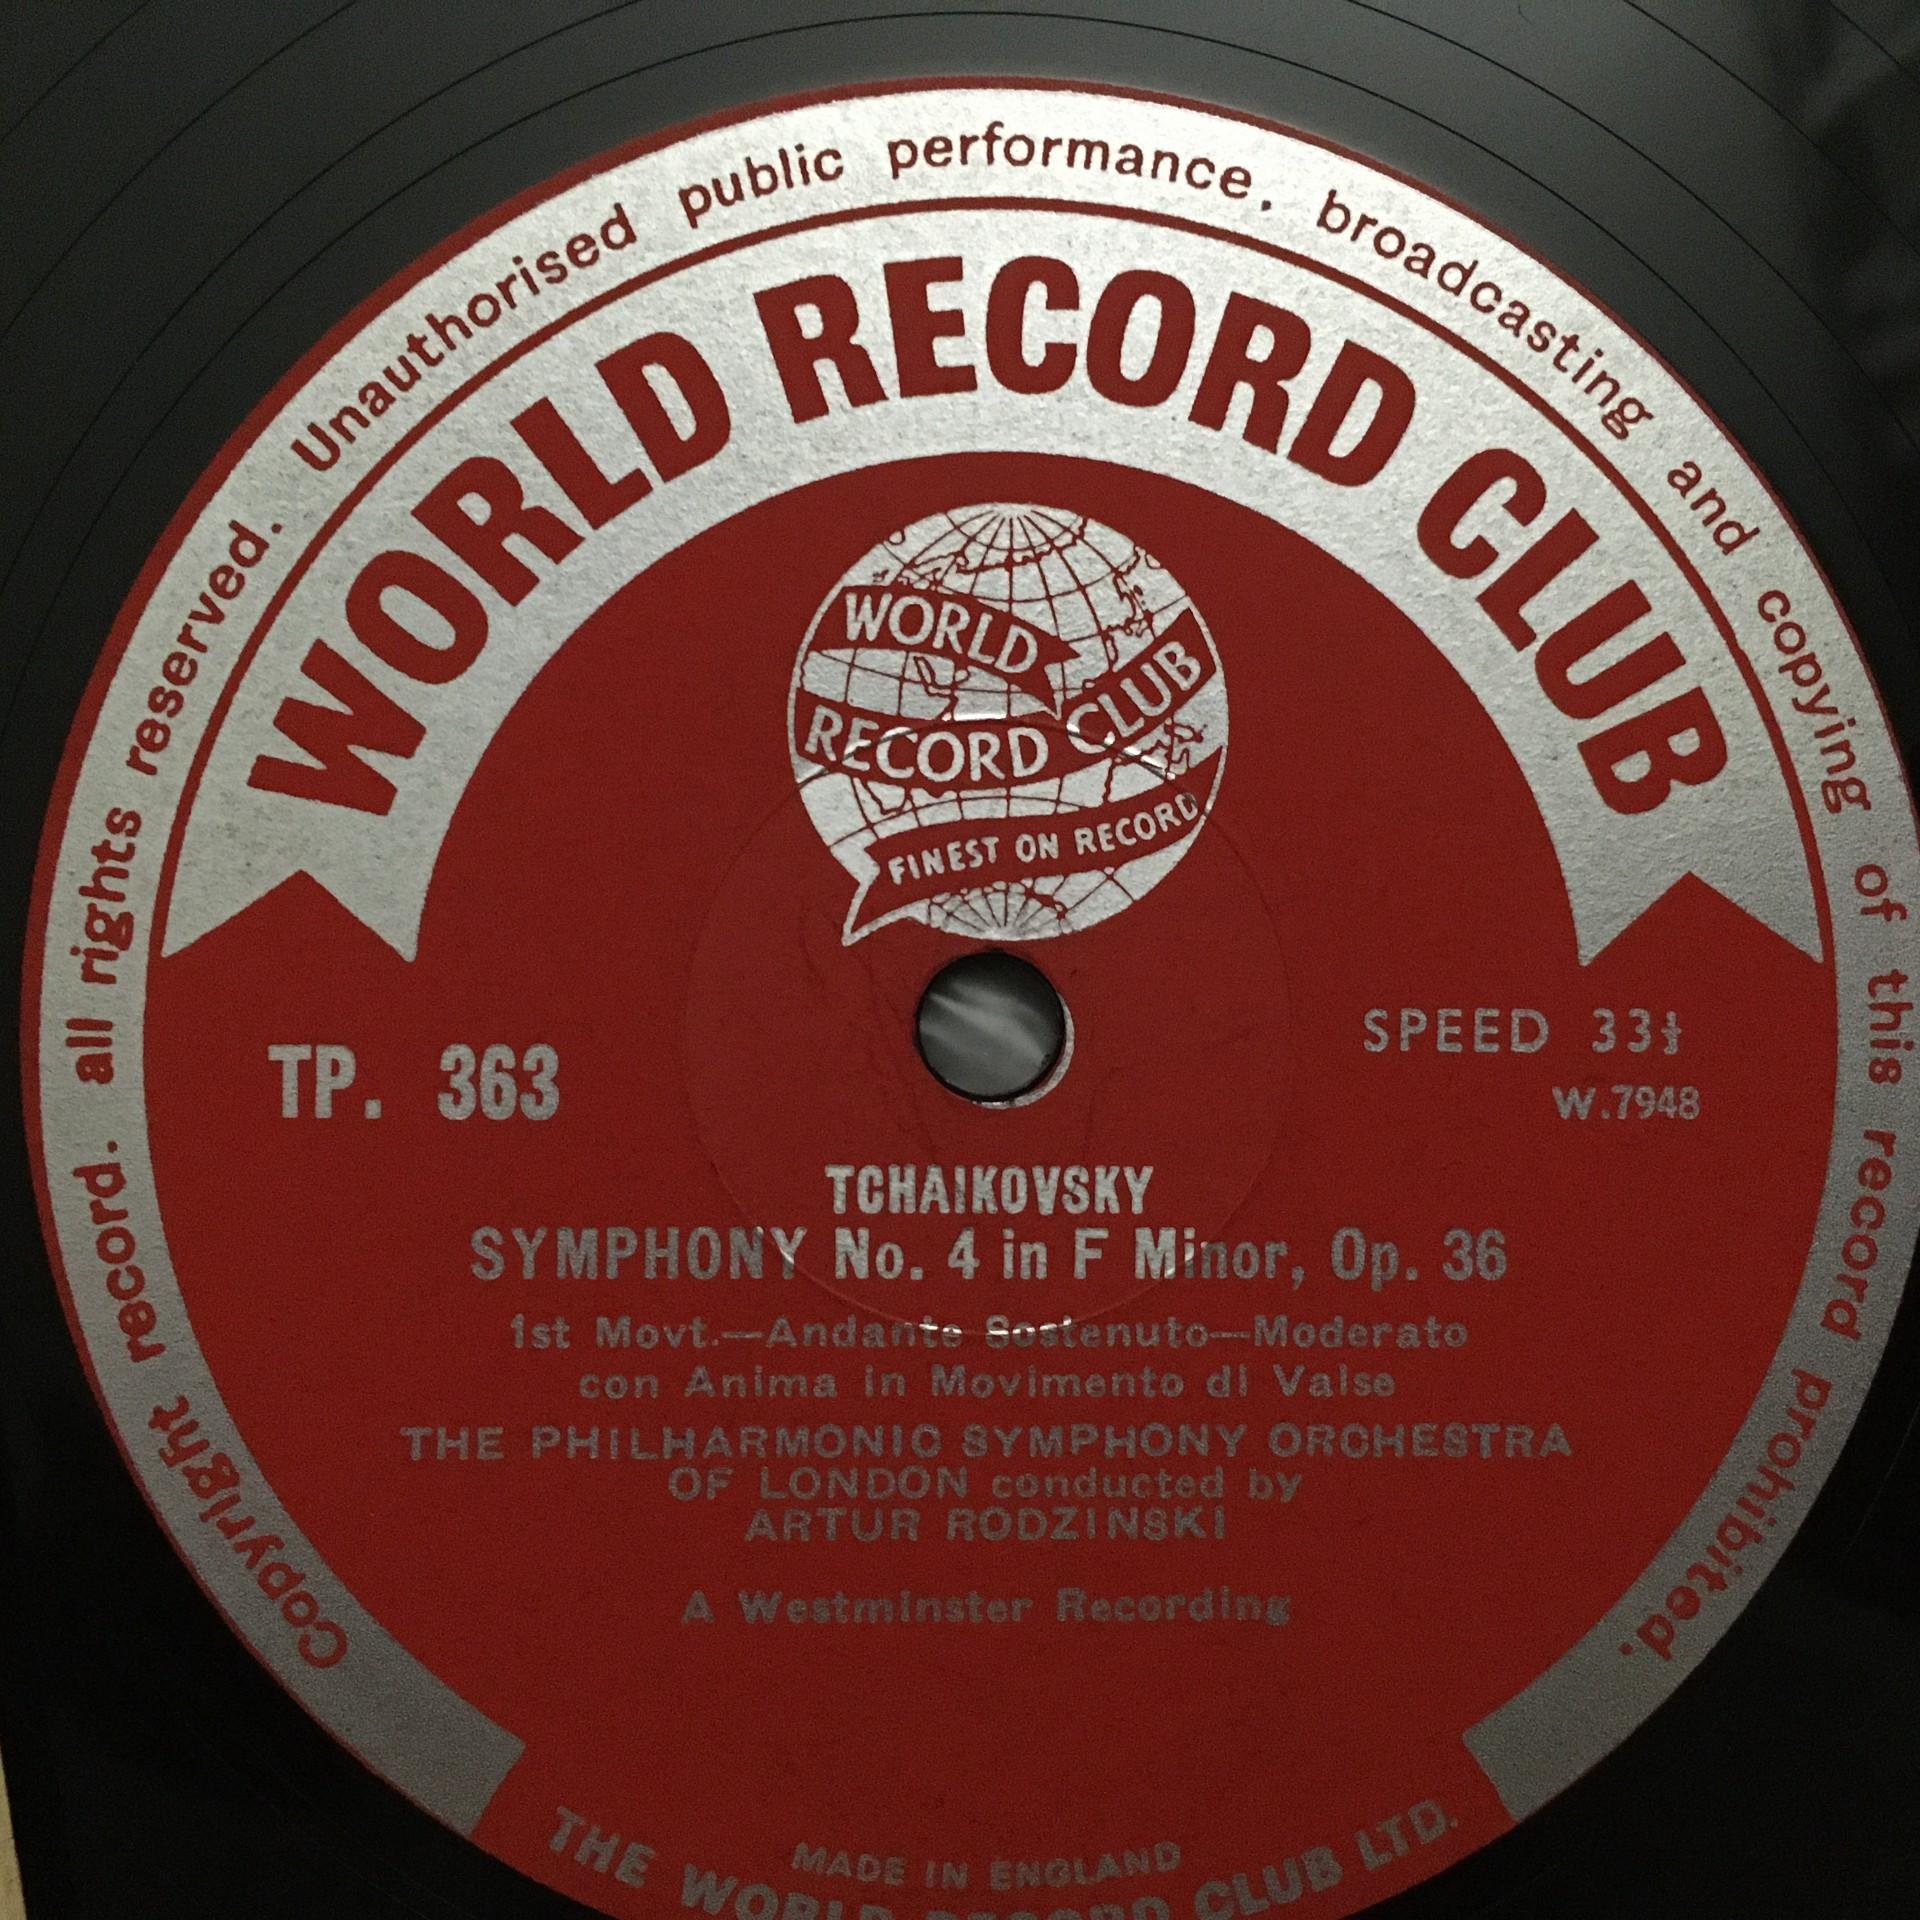 Copyright record. all rights reserved. Unauthorised public performance, broadcasting and copying of this record prohibited.
WORLD RECORD CLUB
WORLD
RECORD CLUB
FINEST ON RECORD
TP. 363
SPEED 33⅓
W.7948
TCHAIKOVSKY
SYMPHONY No. 4 in F Minor, Op. 36
1st Movt.—Andante Sostenuto—Moderato
con Anima in Movimento di Valse
THE PHILHARMONIC SYMPHONY ORCHESTRA
OF LONDON conducted by
ARTUR RODZINSKI
A Westminster Recording
MADE IN ENGLAND
THE WORLD RECORD CLUB LTD.